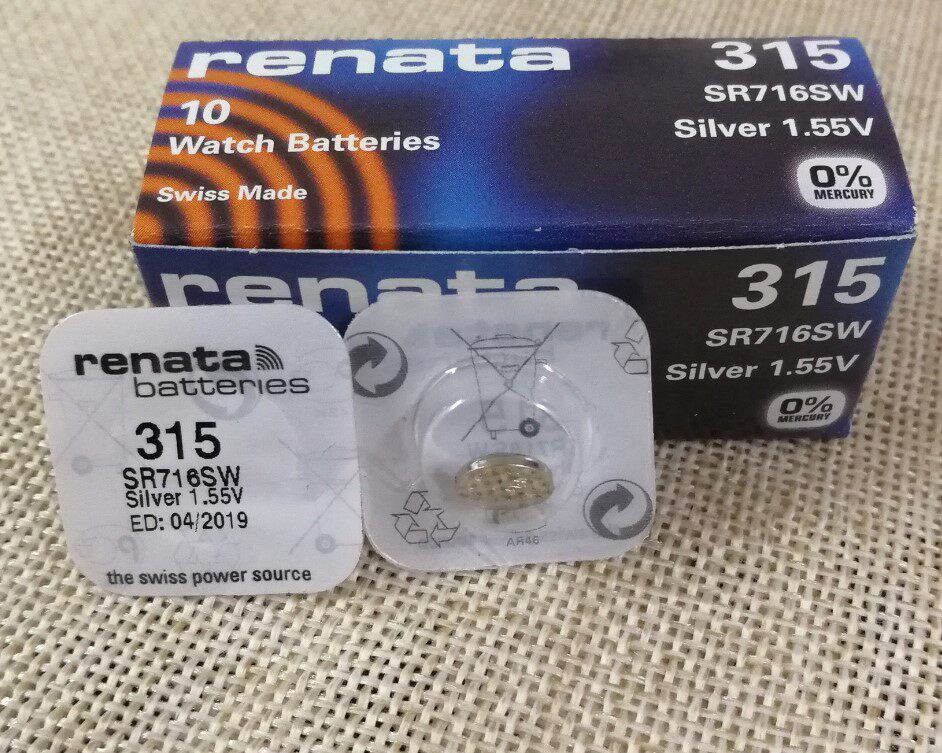 renata
315
SR716SW
10
Watch Batteries
Silver 1.55V
Swiss Made
0%
MERCURY
renata
315
SR716SW
Silver 1.55V
0%
MERCURY
renata
batteries
315
SR716SW
Silver 1.55V
ED: 04/2019
the swiss power source
AR46